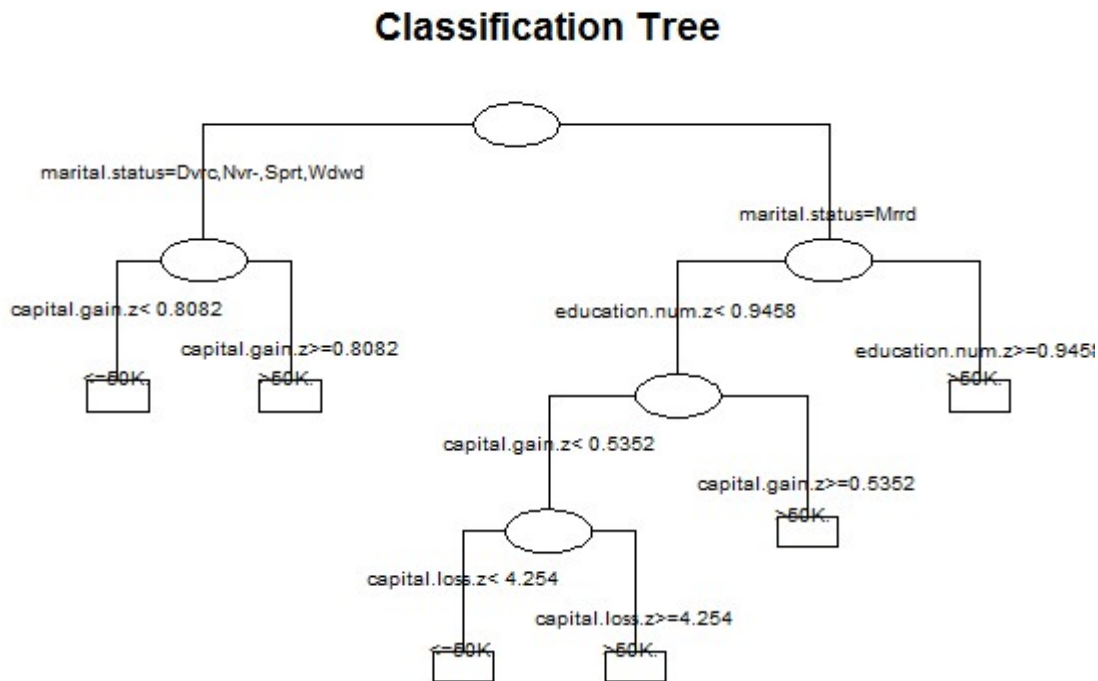 Classification Tree
marital.status=Dvrc,Nvr-,Sprt,Wdwd
marital.status=Mrrd
capital.gain.z< 0.8082
education.num.z< 0.9458
capital.gain.z>=0.8082
education.num.z>=0.9458
<=50K.
>50K.
>50K.
capital.gain.z< 0.5352
capital.gain.z>=0.5352
>50K.
capital.loss.z< 4.254
capital.loss.z>=4.254
<=50K.
>50K.